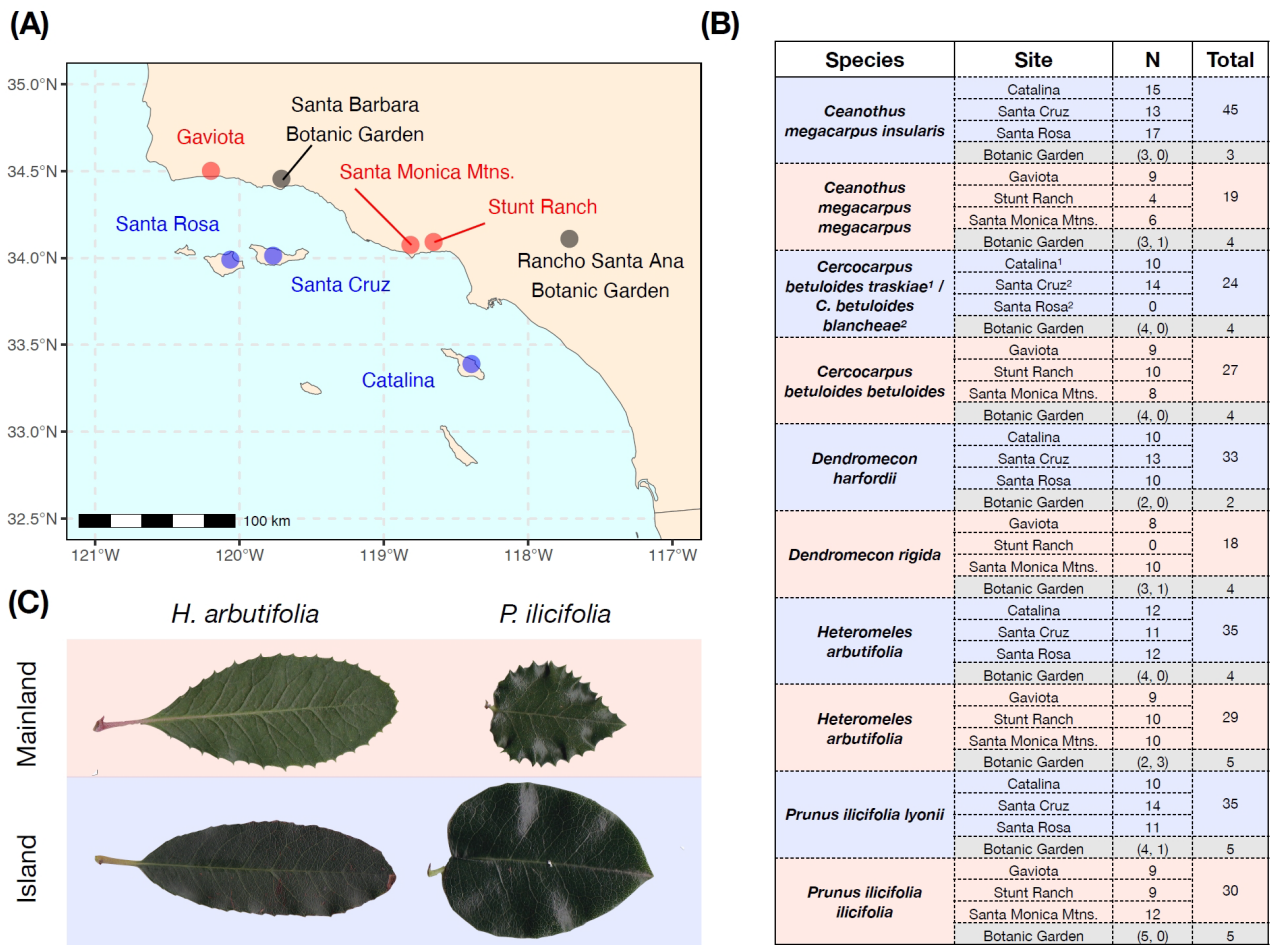 (A)
35.0°N
34.5°N
34.0°N
33.5°N
33.0°N
32.5°N
121°W
120°W
119°W
118°W
117°W
Gaviota
Santa Barbara
Botanic Garden
Santa Monica Mtns.
Stunt Ranch
Santa Rosa
Santa Cruz
Rancho Santa Ana
Botanic Garden
Catalina
100 km
(B)
Species Site N Total
Ceanothus
megacarpus insularis
Catalina 15
Santa Cruz 13
Santa Rosa 17
45
Botanic Garden (3, 0) 3
Ceanothus
megacarpus
megacarpus
Gaviota 9
Stunt Ranch 4
Santa Monica Mtns. 6
19
Botanic Garden (3, 1) 4
Cercocarpus
betuloides traskiae¹ /
C. betuloides
blancheae²
Catalina¹ 10
Santa Cruz² 14
Santa Rosa² 0
24
Botanic Garden (4, 0) 4
Cercocarpus
betuloides betuloides
Gaviota 9
Stunt Ranch 10
Santa Monica Mtns. 8
27
Botanic Garden (4, 0) 4
Dendromecon
harfordii
Catalina 10
Santa Cruz 13
Santa Rosa 10
33
Botanic Garden (2, 0) 2
Dendromecon rigida
Gaviota 8
Stunt Ranch 0
Santa Monica Mtns. 10
18
Botanic Garden (3, 1) 4
Heteromeles
arbutifolia
Catalina 12
Santa Cruz 11
Santa Rosa 12
35
Botanic Garden (4, 0) 4
Heteromeles
arbutifolia
Gaviota 9
Stunt Ranch 10
Santa Monica Mtns. 10
29
Botanic Garden (2, 3) 5
Prunus ilicifolia lyonii
Catalina 10
Santa Cruz 14
Santa Rosa 11
35
Botanic Garden (4, 1) 5
Prunus ilicifolia
ilicifolia
Gaviota 9
Stunt Ranch 9
Santa Monica Mtns. 12
30
Botanic Garden (5, 0) 5
(C)
H. arbutifolia
P. ilicifolia
Mainland
Island